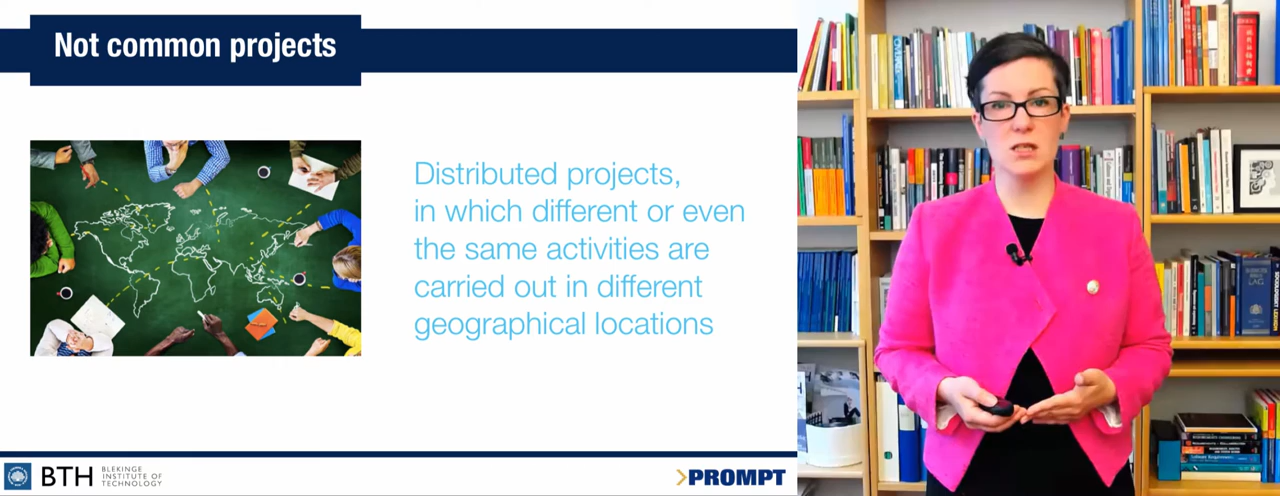 Not common projects
Distributed projects,
in which different or even
the same activities are
carried out in different
geographical locations
BTH
BLEKINGE
INSTITUTE OF
TECHNOLOGY
PROMPT
LAG